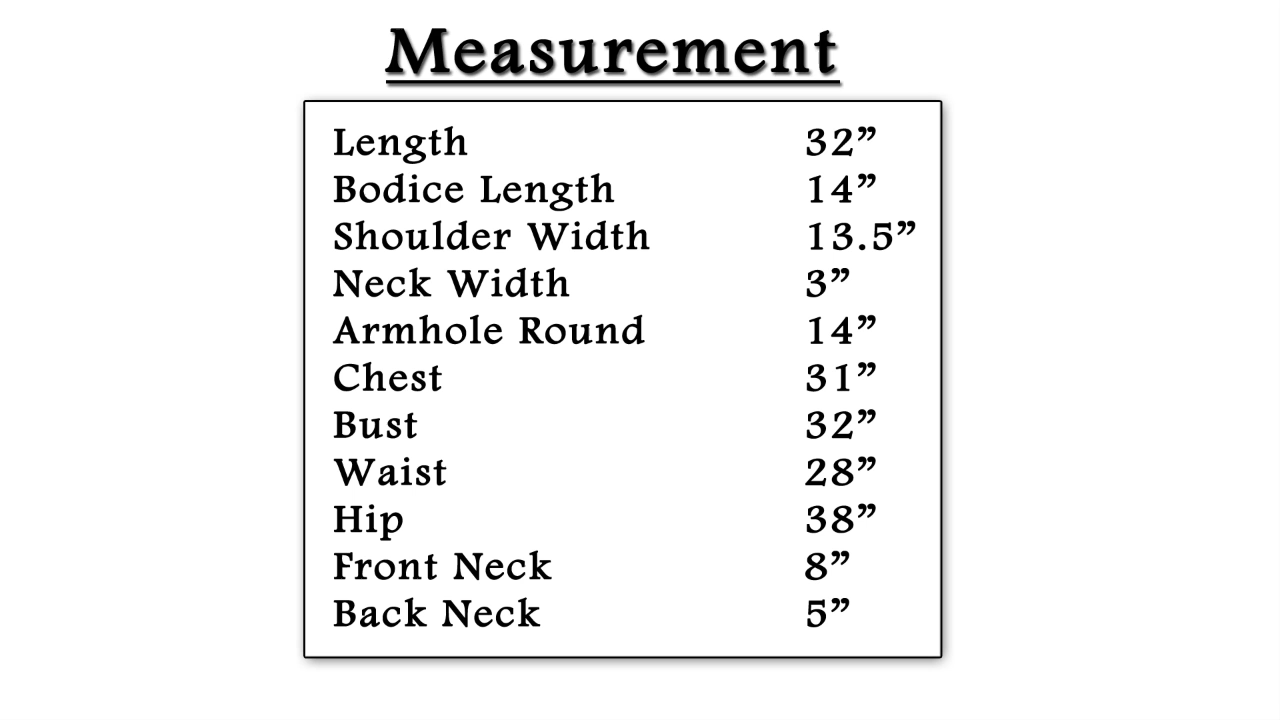 Measurement
Length 32”
Bodice Length 14”
Shoulder Width 13.5”
Neck Width 3”
Armhole Round 14”
Chest 31”
Bust 32”
Waist 28”
Hip 38”
Front Neck 8”
Back Neck 5”